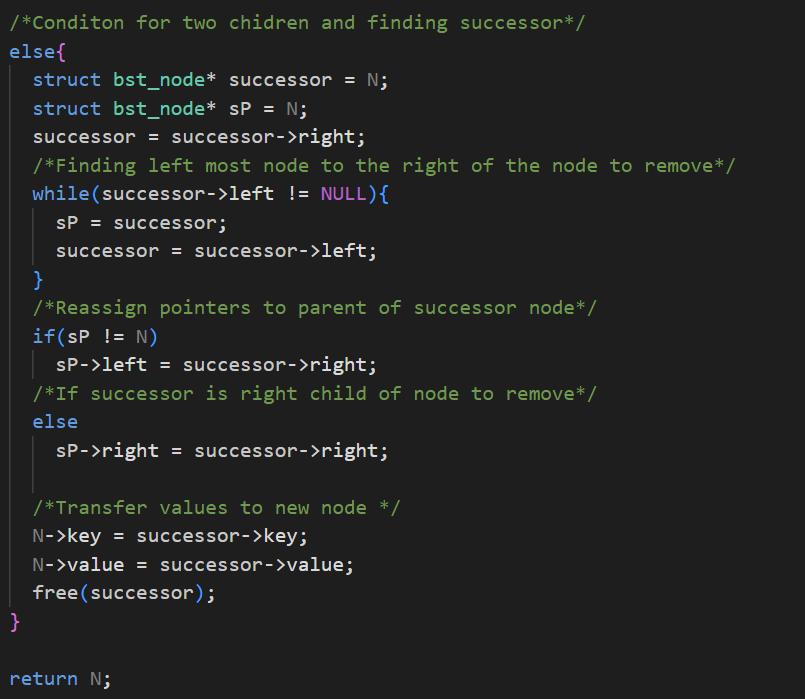 /*Conditon for two chidren and finding successor*/
else{
struct bst_node* successor = N;
struct bst_node* sP = N;
successor = successor->right;
/*Finding left most node to the right of the node to remove*/
while(successor->left != NULL){
sP = successor;
successor = successor->left;
}
/*Reassign pointers to parent of successor node*/
if(sP != N)
sP->left = successor->right;
/*If successor is right child of node to remove*/
else
sP->right = successor->right;
/*Transfer values to new node */
N->key = successor->key;
N->value = successor->value;
free(successor);
}
return N;